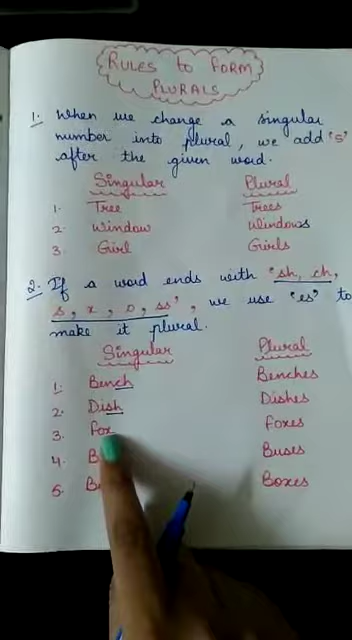 RULES to FORM
PLURALS
1. When we change a singular
number into plural, we add 's'
after the given word.
Singular Plural
1. Tree Trees
2. Window Windows
3. Girl Girls
2. If a word ends with 'sh, ch,
s, x, o, ss', we use 'es' to
make it plural.
Singular Plural
1. Bench Benches
2. Dish Dishes
3. Fox Foxes
4. Buses
5. Boxes